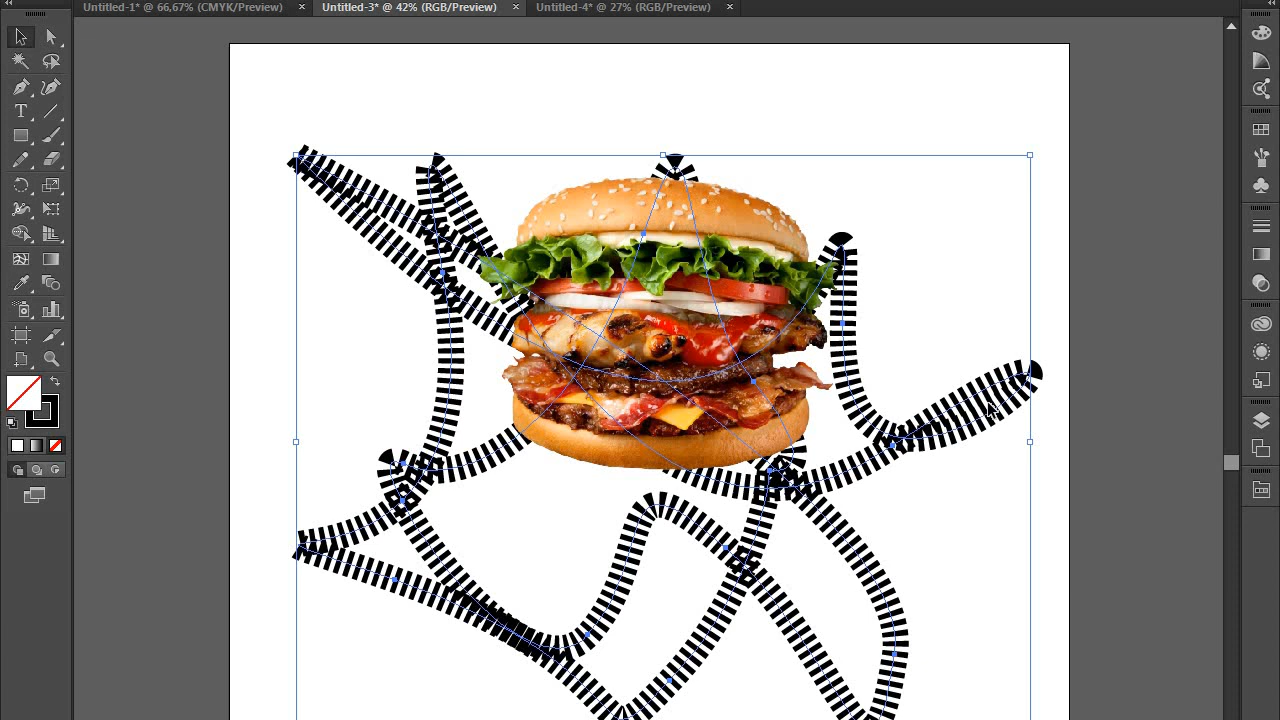 Untitled-1* @ 66,67% (CMYK/Preview)
Untitled-3* @ 42% (RGB/Preview)
Untitled-4* @ 27% (RGB/Preview)